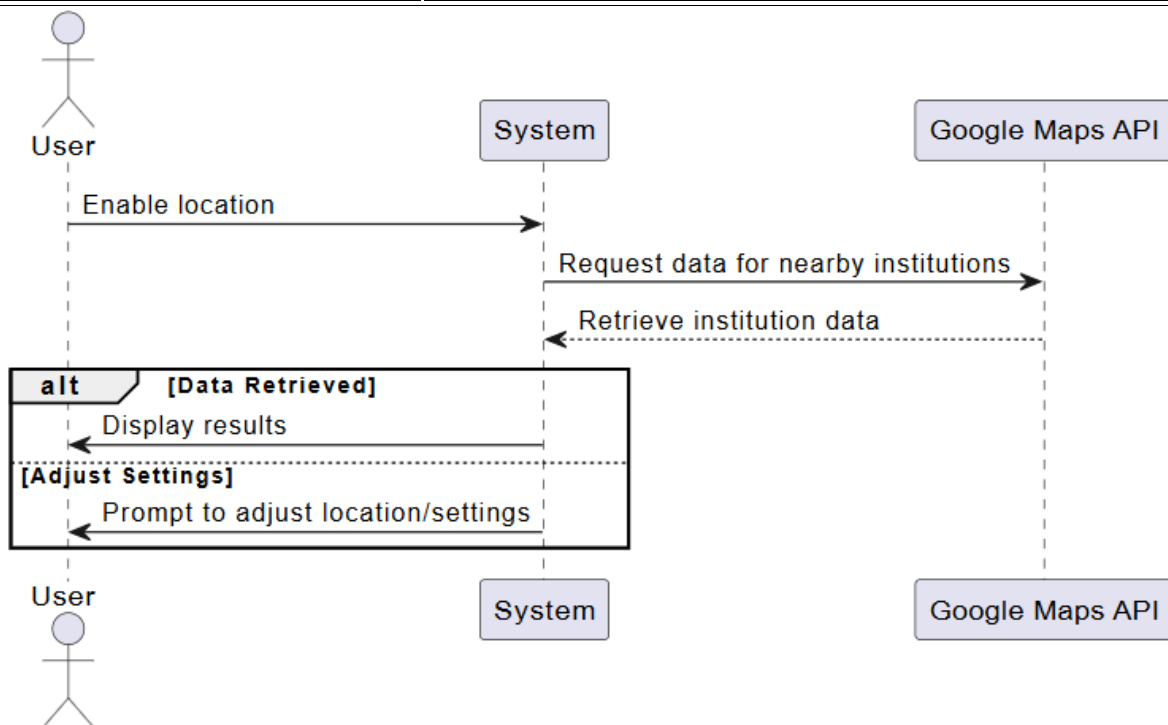 User
System
Google Maps API
Enable location
Request data for nearby institutions
Retrieve institution data
alt
[Data Retrieved]
Display results
[Adjust Settings]
Prompt to adjust location/settings
User
System
Google Maps API